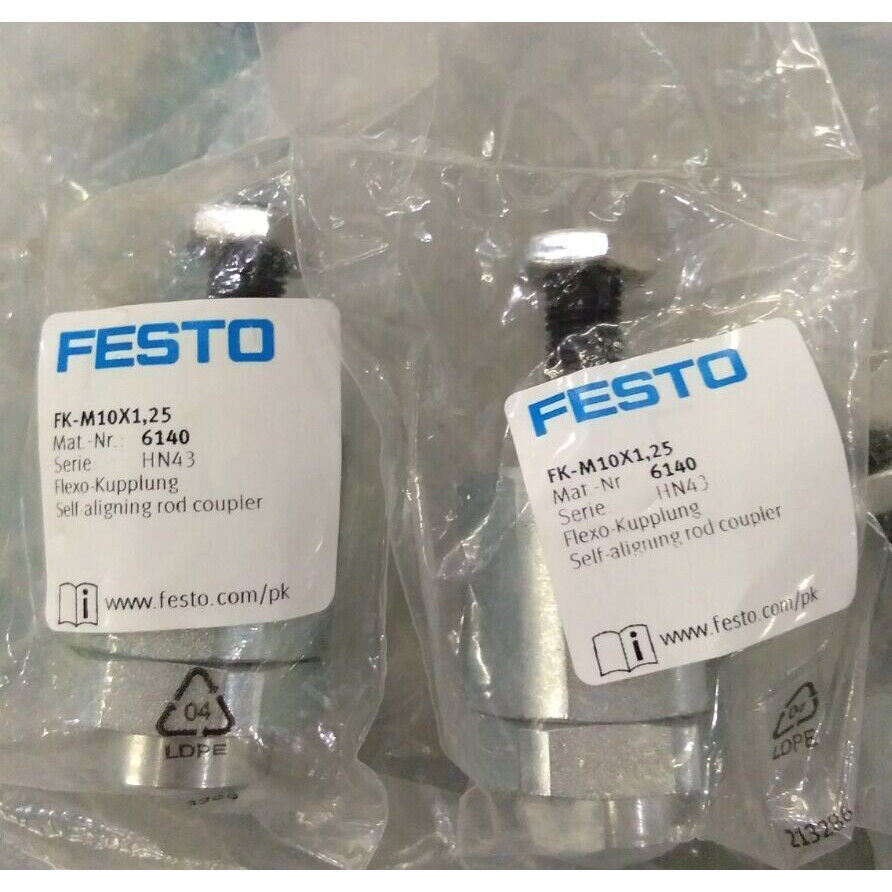 FESTO
FK-M10X1,25
Mat.-Nr.: 6140
Serie HN43
Flexo-Kupplung
Self-aligning rod coupler
i www.festo.com/pk
04
LDPE
FESTO
FK-M10X1,25
Mat.-Nr 6140
Serie HN43
Flexo-Kupplung
Self-aligning rod coupler
i www.festo.com/pk
04
LDPE
213286